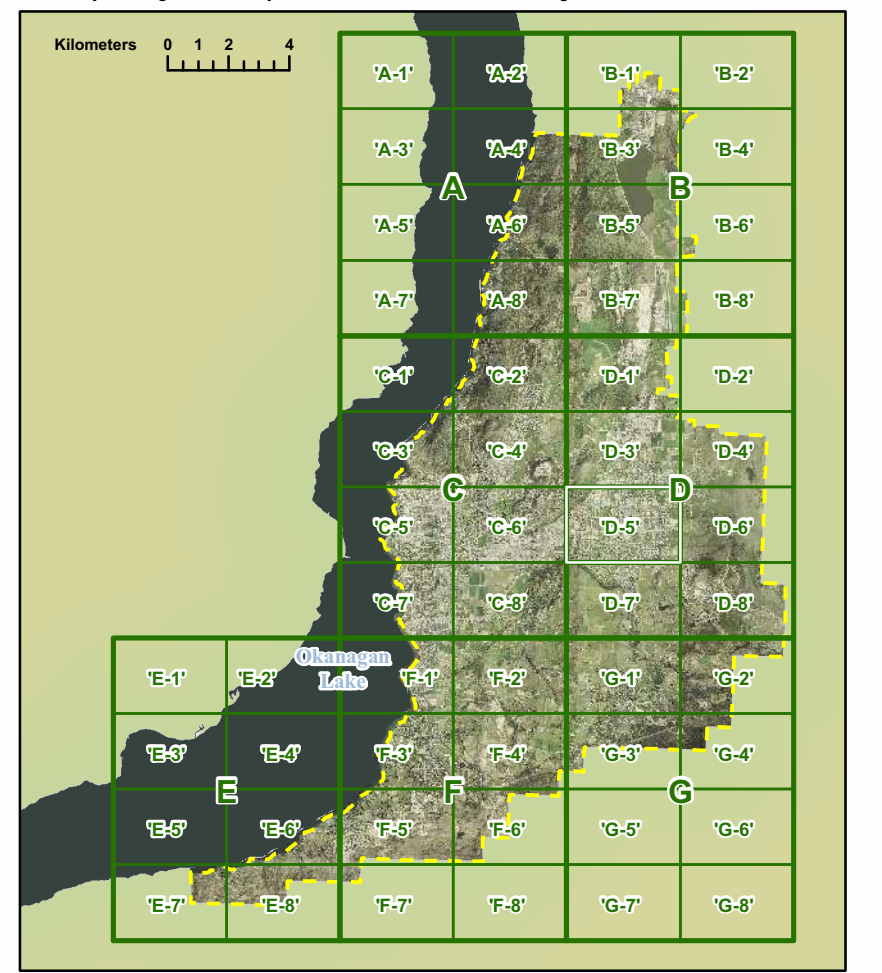 Kilometers 0 1 2 4
'A-1' 'A-2' 'B-1' 'B-2'
'A-3' 'A-4' 'B-3' 'B-4'
A B
'A-5' 'A-6' 'B-5' 'B-6'
'A-7' 'A-8' 'B-7' 'B-8'
'C-1' 'C-2' 'D-1' 'D-2'
'C-3' 'C-4' 'D-3' 'D-4'
C D
'C-5' 'C-6' 'D-5' 'D-6'
'C-7' 'C-8' 'D-7' 'D-8'
Okanagan
Lake
'E-1' 'E-2' 'F-1' 'F-2' 'G-1' 'G-2'
'E-3' 'E-4' 'F-3' 'F-4' 'G-3' 'G-4'
E F G
'E-5' 'E-6' 'F-5' 'F-6' 'G-5' 'G-6'
'E-7' 'E-8' 'F-7' 'F-8' 'G-7' 'G-8'